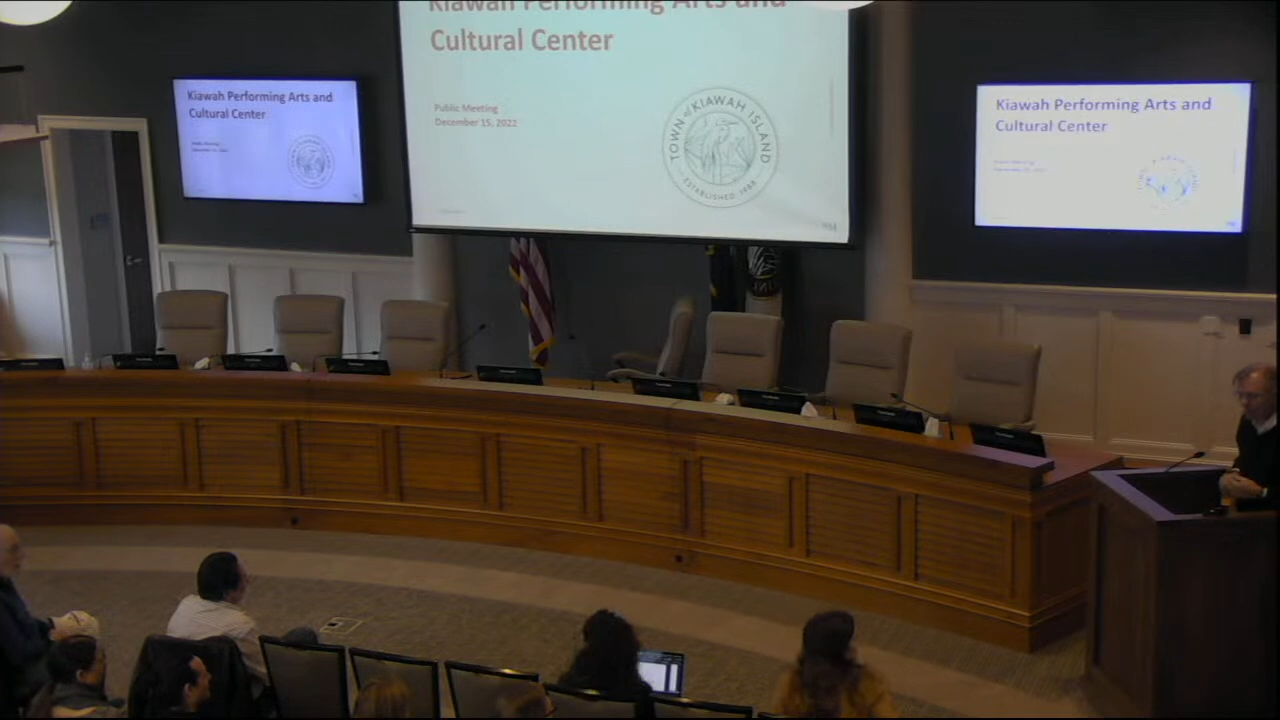 Kiawah Performing Arts and
Cultural Center
Public Meeting
December 15, 2022
TOWN of KIAWAH ISLAND
ESTABLISHED 1988
Kiawah Performing Arts and
Cultural Center
Kiawah Performing Arts and
Cultural Center